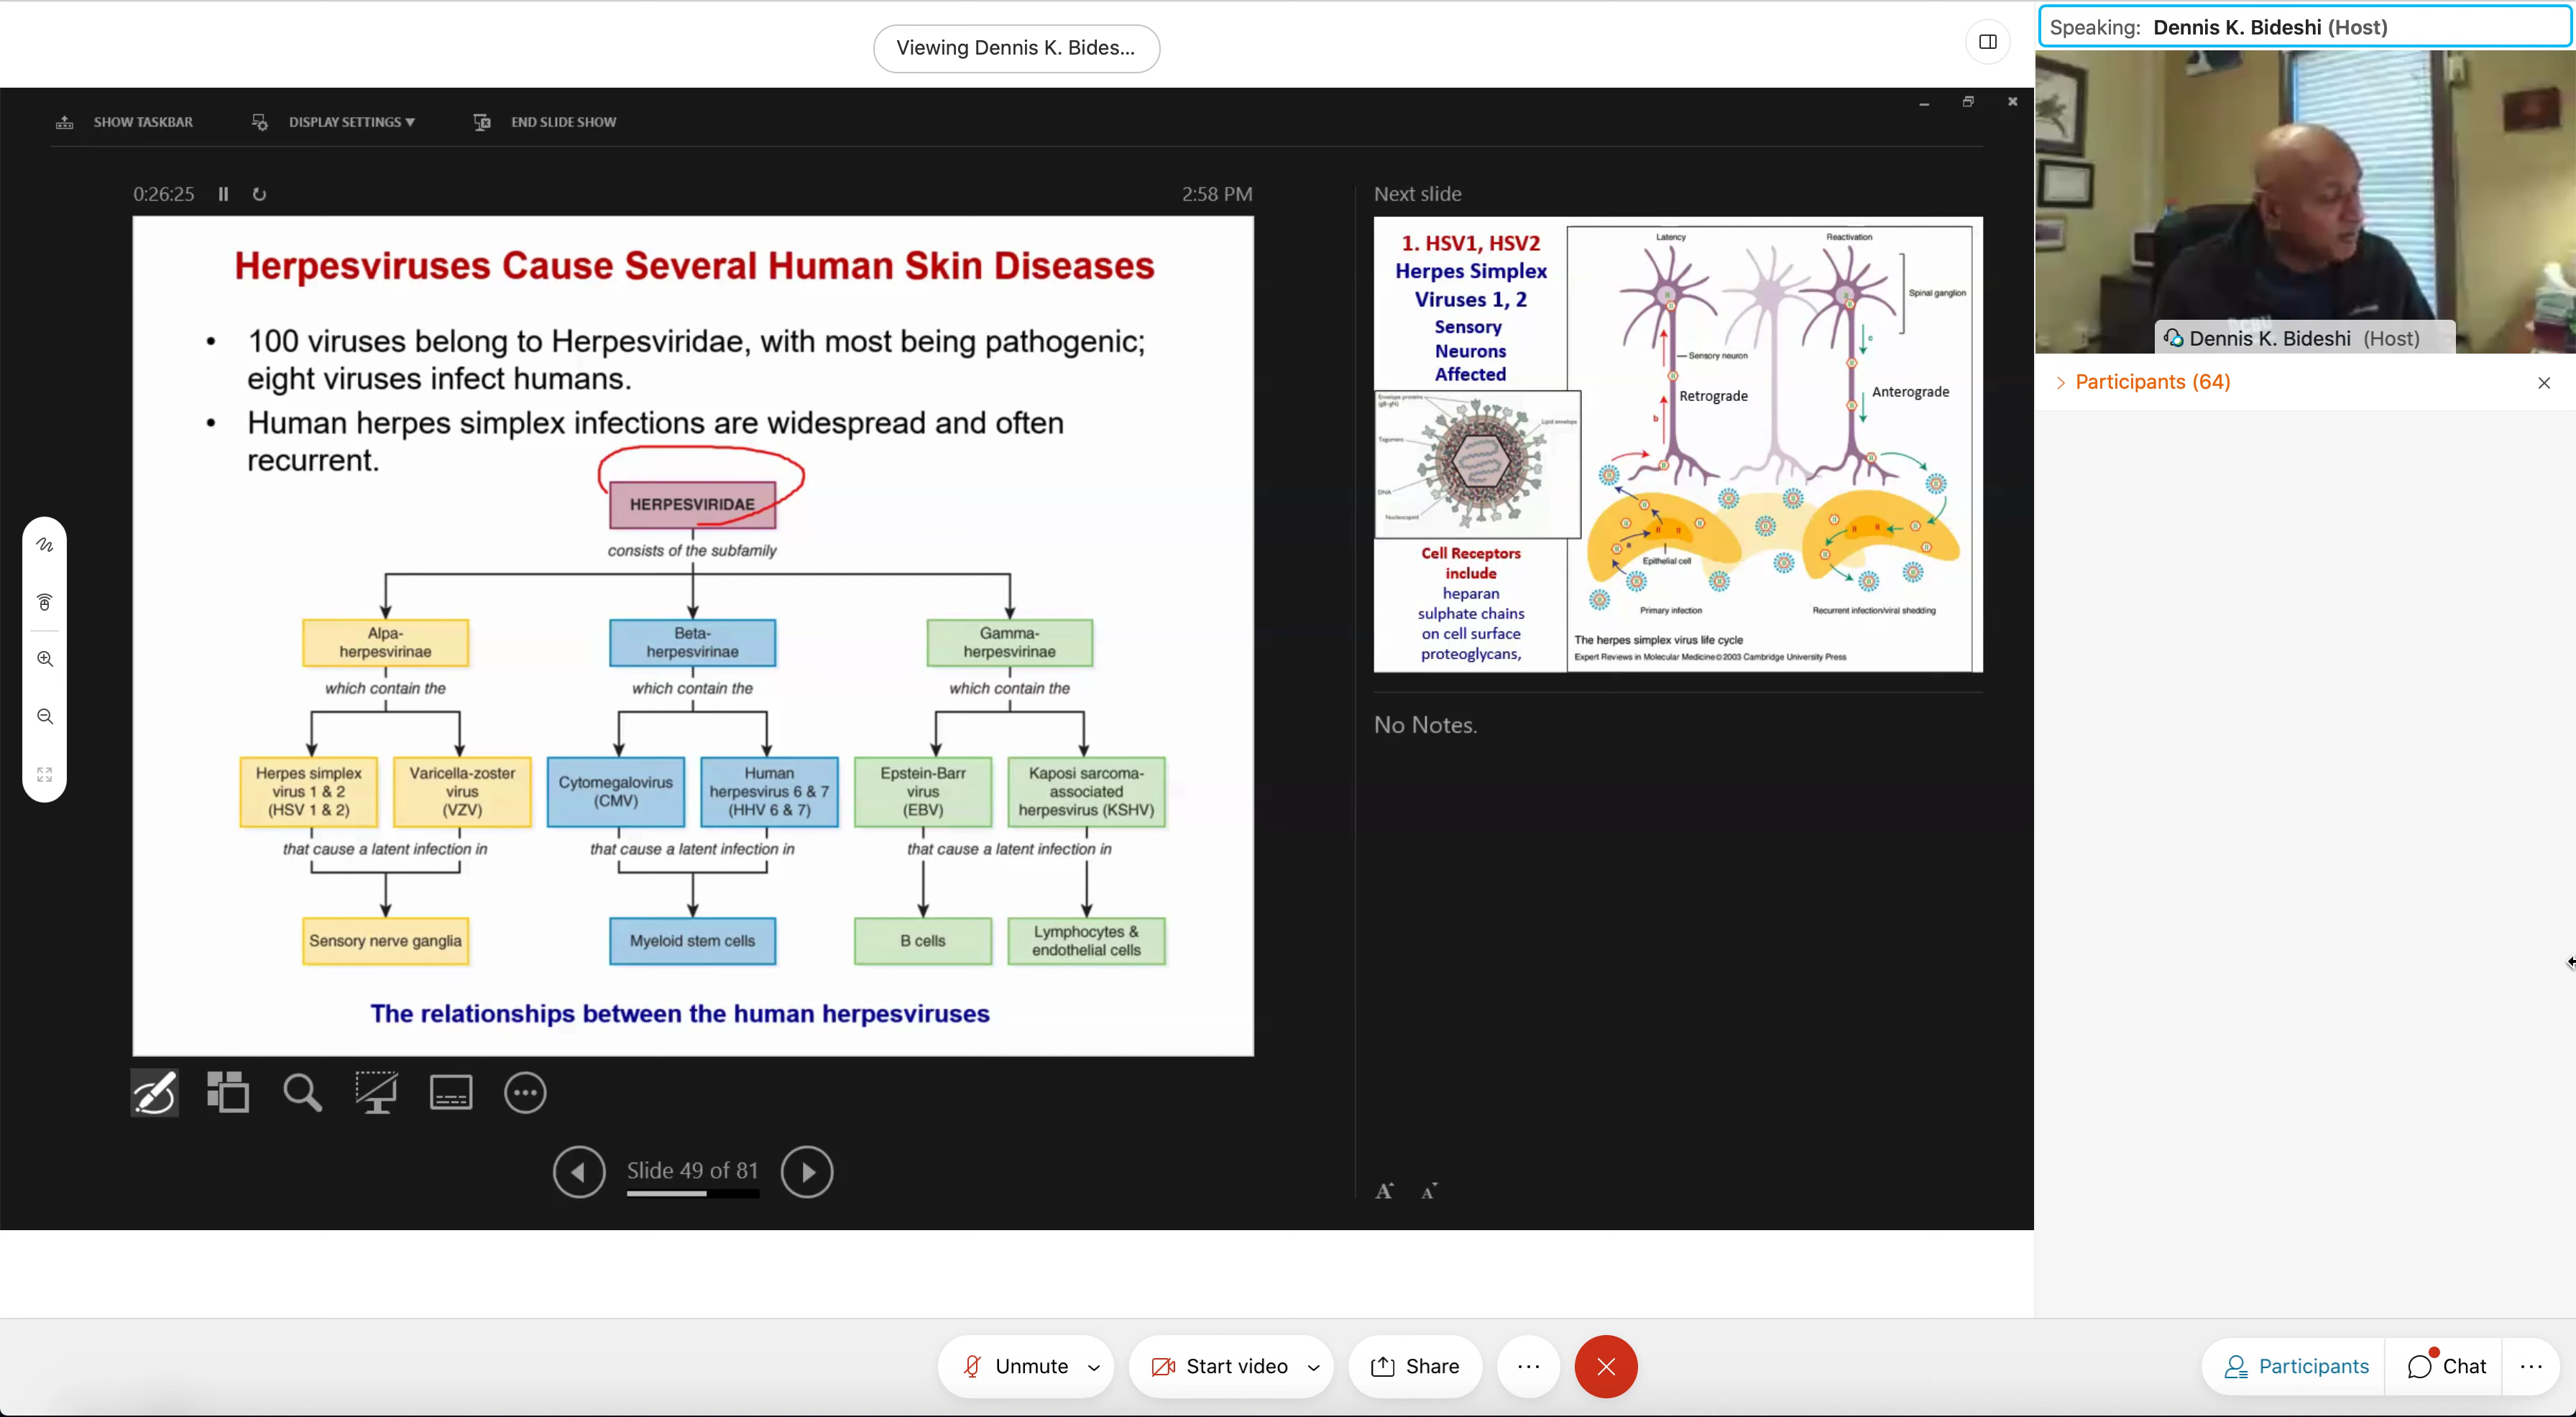 Viewing Dennis K. Bides...
Speaking: Dennis K. Bideshi (Host)
SHOW TASKBAR
DISPLAY SETTINGS ▼
END SLIDE SHOW
0:26:25
2:58 PM
Herpesviruses Cause Several Human Skin Diseases
• 100 viruses belong to Herpesviridae, with most being pathogenic;
eight viruses infect humans.
• Human herpes simplex infections are widespread and often
recurrent.
HERPESVIRIDAE
consists of the subfamily
Alpa-
herpesvirinae
Beta-
herpesvirinae
Gamma-
herpesvirinae
which contain the
which contain the
which contain the
Herpes simplex
virus 1 & 2
(HSV 1 & 2)
Varicella-zoster
virus
(VZV)
Cytomegalovirus
(CMV)
Human
herpesvirus 6 & 7
(HHV 6 & 7)
Epstein-Barr
virus
(EBV)
Kaposi sarcoma-
associated
herpesvirus (KSHV)
that cause a latent infection in
that cause a latent infection in
that cause a latent infection in
Sensory nerve ganglia
Myeloid stem cells
B cells
Lymphocytes &
endothelial cells
The relationships between the human herpesviruses
Slide 49 of 81
Next slide
1. HSV1, HSV2
Herpes Simplex
Viruses 1, 2
Sensory
Neurons
Affected
Envelope proteins
Tegument
Lipid envelope
DNA
Nucleocapsid
Cell Receptors
include
heparan
sulphate chains
on cell surface
proteoglycans,
Latency
Reactivation
Spinal ganglion
Sensory neuron
Retrograde
Anterograde
a
b
c
Epithelial cell
Primary infection
Recurrent infection/viral shedding
The herpes simplex virus life cycle
Expert Reviews in Molecular Medicine©2003 Cambridge University Press
No Notes.
A A
Dennis K. Bideshi (Host)
Participants (64)
Unmute
Start video
Share
Participants
Chat